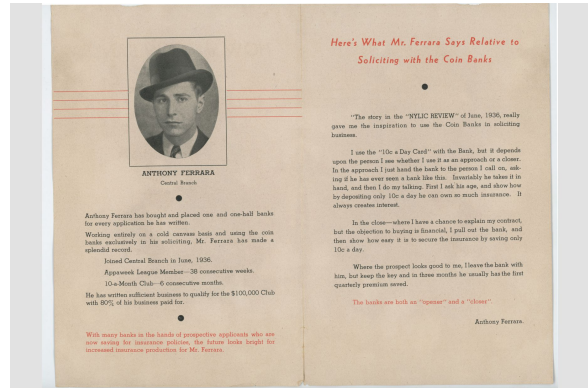 ANTHONY FERRARA
Central Branch
Anthony Ferrara has bought and placed one and one-half banks
for every application he has written.
Working entirely on a cold canvass basis and using the coin
banks exclusively in his soliciting, Mr. Ferrara has made a
splendid record.
Joined Central Branch in June, 1936.
Appsweek League Member—38 consecutive weeks.
10-a-Month Club—6 consecutive months.
He has written sufficient business to qualify for the $100,000 Club
with 80% of his business paid for.
With many banks in the hands of prospective applicants who are
now saving for insurance policies, the future looks bright for
increased insurance production for Mr. Ferrara.
Here's What Mr. Ferrara Says Relative to
Soliciting with the Coin Banks
"The story in the "NYLIC REVIEW" of June, 1936, really
gave me the inspiration to use the Coin Banks in soliciting
business.
I use the "10c a Day Card" with the Bank, but it depends
upon the person I see whether I use it as an approach or a closer.
In the approach I just hand the bank to the person I call on, ask-
ing if he has ever seen a bank like this. Invariably he takes it in
hand, and then I do my talking. First I ask his age, and show how
by depositing only 10c a day he can own so much insurance. It
always creates interest.
In the close—where I have a chance to explain my contract,
but the objection to buying is financial, I pull out the bank, and
then show how easy it is to secure the insurance by saving only
10c a day.
Where the prospect looks good to me, I leave the bank with
him, but keep the key and in three months he usually has the first
quarterly premium saved.
The banks are both an "opener" and a "closer".
Anthony Ferrara.